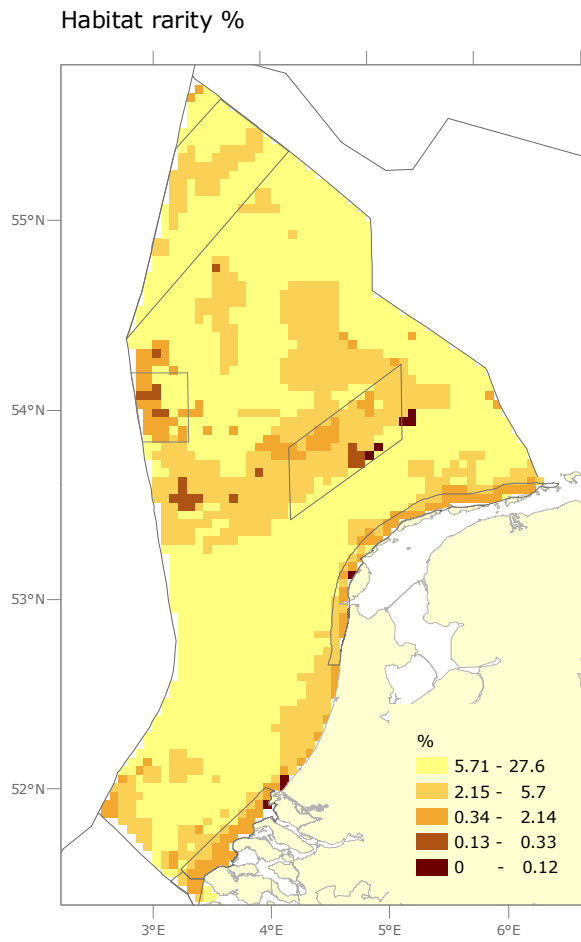 Habitat rarity %
55°N
54°N
53°N
52°N
%
5.71 - 27.6
2.15 - 5.7
0.34 - 2.14
0.13 - 0.33
0 - 0.12
3°E
4°E
5°E
6°E